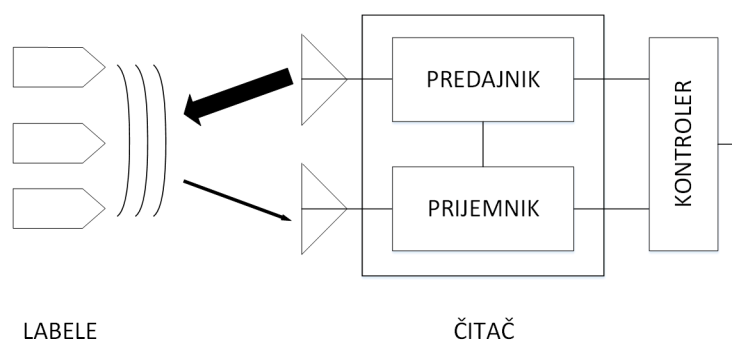 PREDAJNIK
PRIJEMNIK
KONTROLER
LABELE
ČITAČ